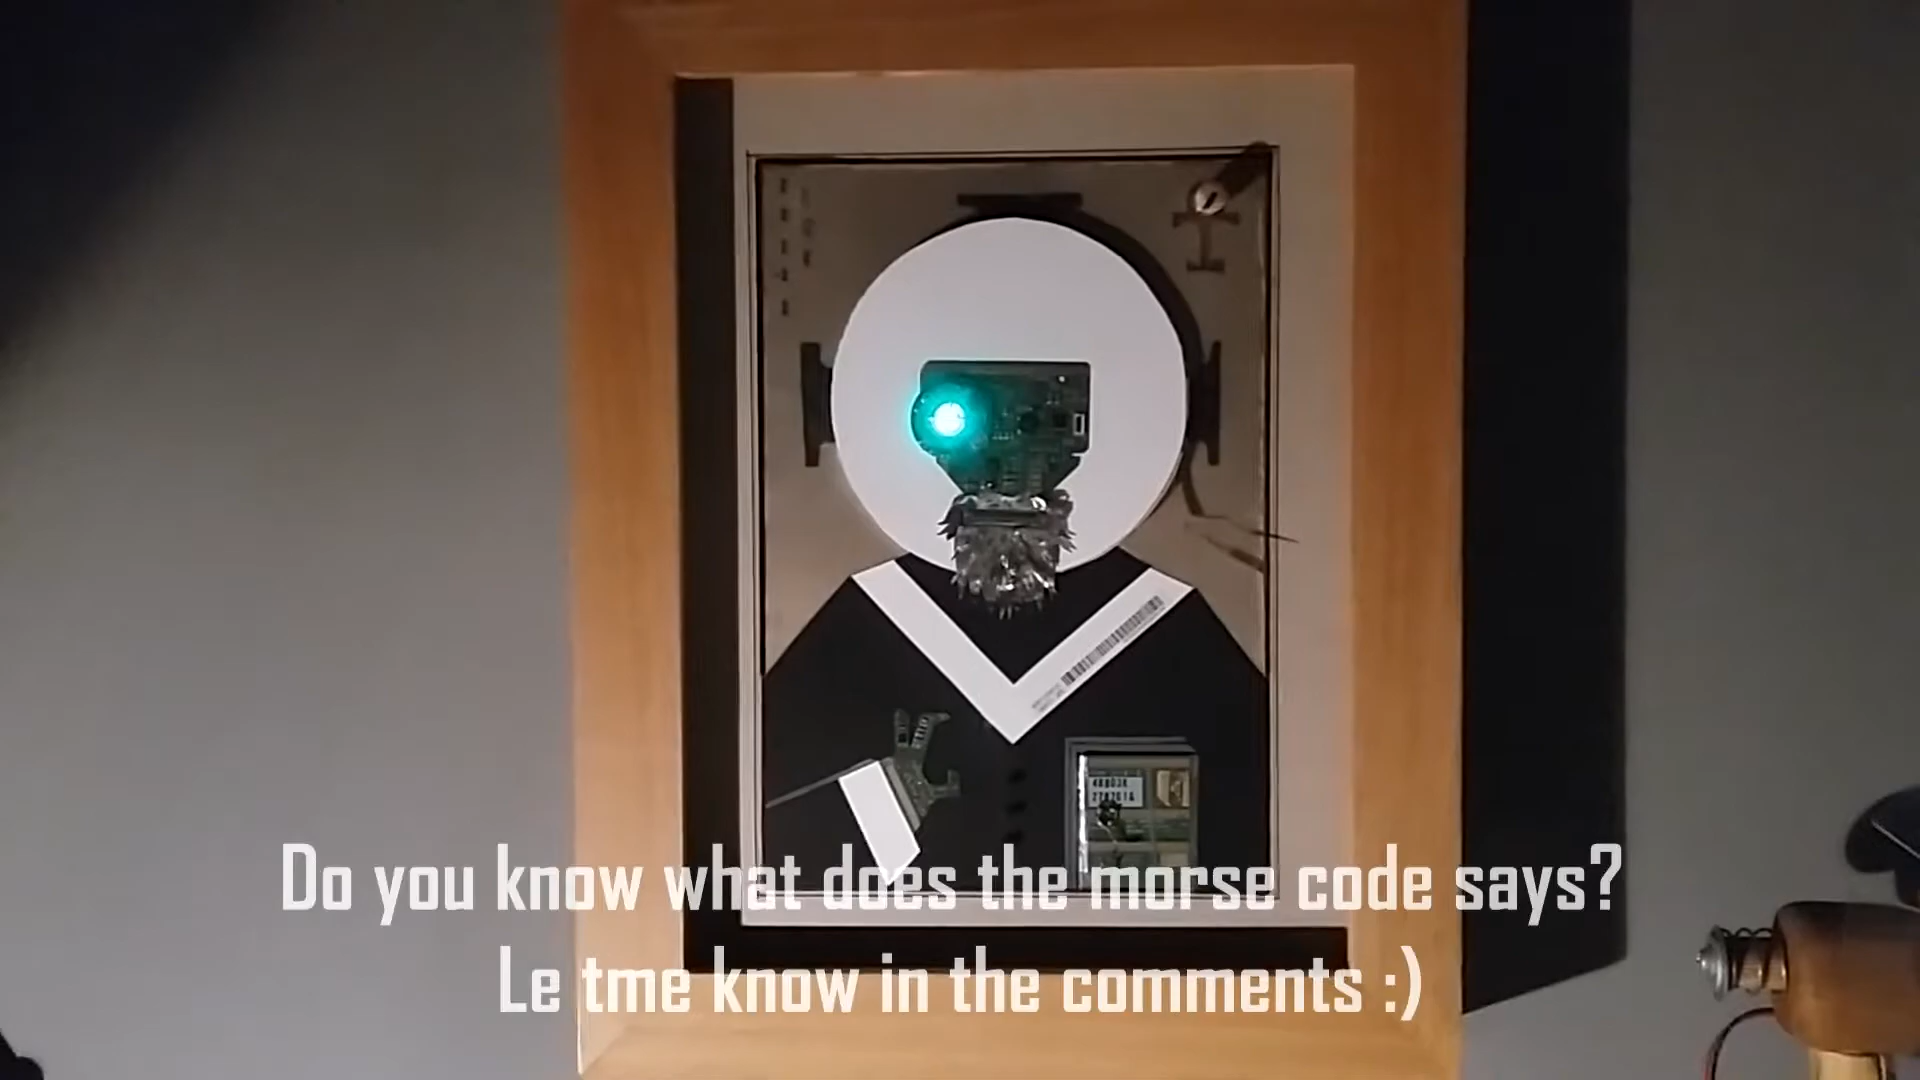 Do you know what does the morse code says?
Le tme know in the comments :)